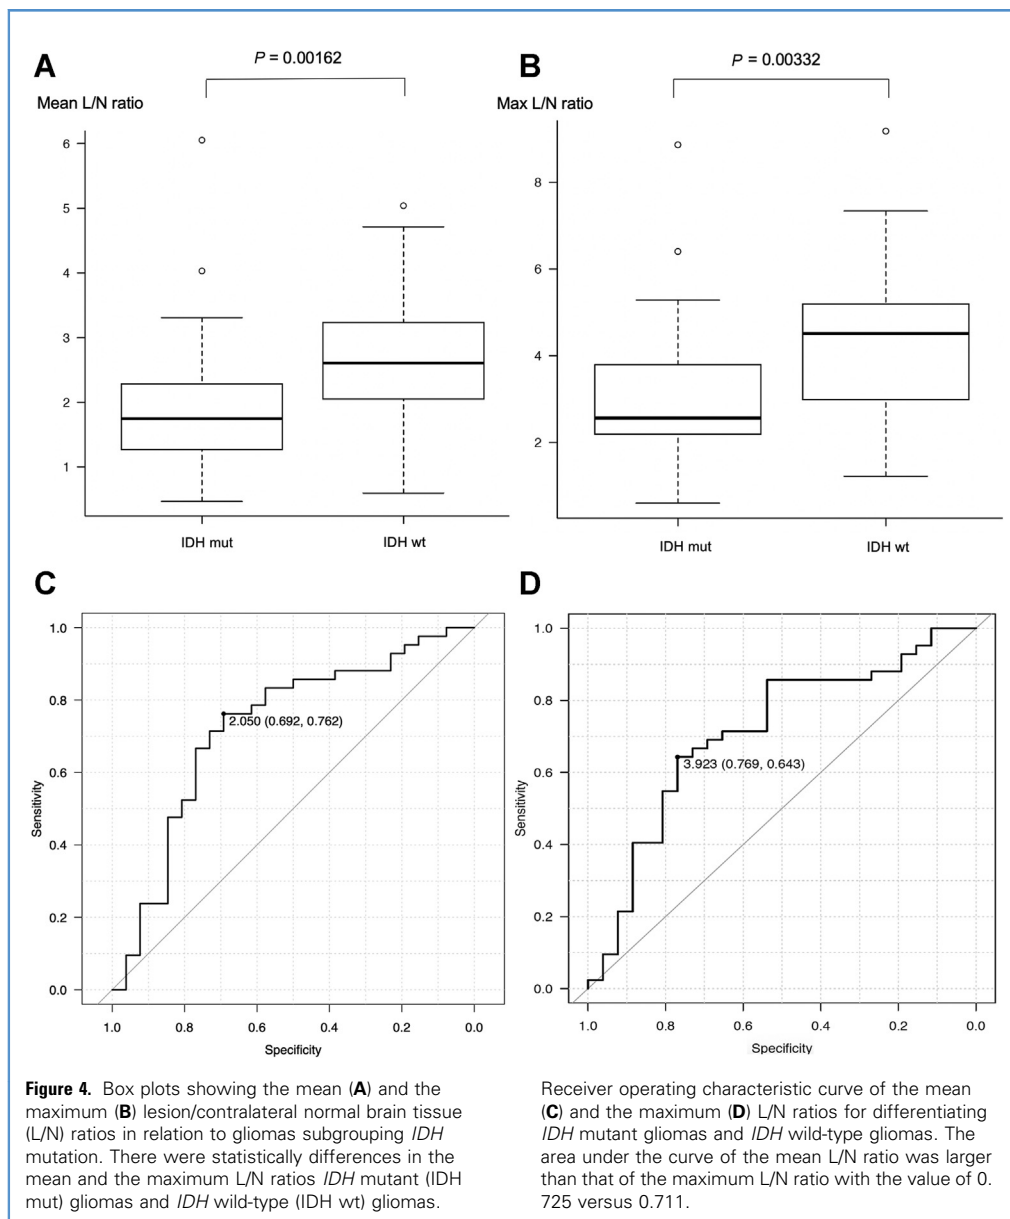 A
P = 0.00162
Mean L/N ratio
6
5
4
3
2
1
IDH mut
IDH wt
B
P = 0.00332
Max L/N ratio
8
6
4
2
IDH mut
IDH wt
C
1.0
0.8
0.6
0.4
0.2
0.0
Sensitivity
2.050 (0.692, 0.762)
1.0
0.8
0.6
0.4
0.2
0.0
Specificity
D
1.0
0.8
0.6
0.4
0.2
0.0
Sensitivity
3.923 (0.769, 0.643)
1.0
0.8
0.6
0.4
0.2
0.0
Specificity
Figure 4. Box plots showing the mean (A) and the
maximum (B) lesion/contralateral normal brain tissue
(L/N) ratios in relation to gliomas subgrouping IDH
mutation. There were statistically differences in the
mean and the maximum L/N ratios IDH mutant (IDH
mut) gliomas and IDH wild-type (IDH wt) gliomas.
Receiver operating characteristic curve of the mean
(C) and the maximum (D) L/N ratios for differentiating
IDH mutant gliomas and IDH wild-type gliomas. The
area under the curve of the mean L/N ratio was larger
than that of the maximum L/N ratio with the value of 0.
725 versus 0.711.